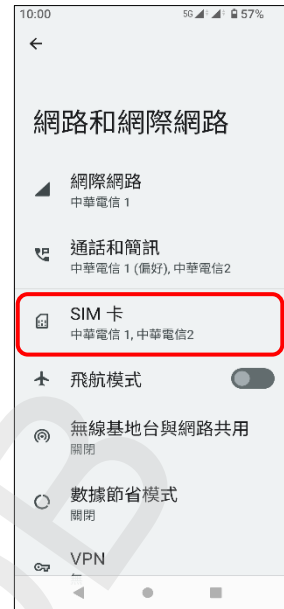 10:00 5G 57%
網路和網際網路
網際網路
中華電信 1
通話和簡訊
中華電信 1 (偏好), 中華電信2
SIM 卡
中華電信 1, 中華電信2
飛航模式
無線基地台與網路共用
關閉
數據節省模式
關閉
VPN